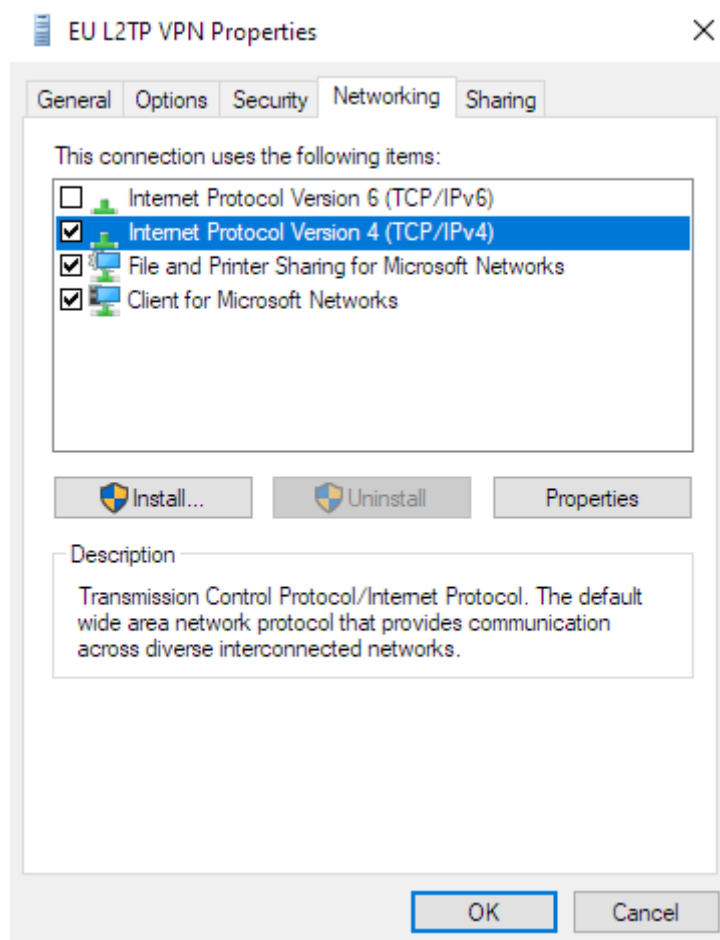 EU L2TP VPN Properties
General Options Security Networking Sharing
This connection uses the following items:
Internet Protocol Version 6 (TCP/IPv6)
Internet Protocol Version 4 (TCP/IPv4)
File and Printer Sharing for Microsoft Networks
Client for Microsoft Networks
Install... Uninstall Properties
Description
Transmission Control Protocol/Internet Protocol. The default
wide area network protocol that provides communication
across diverse interconnected networks.
OK Cancel